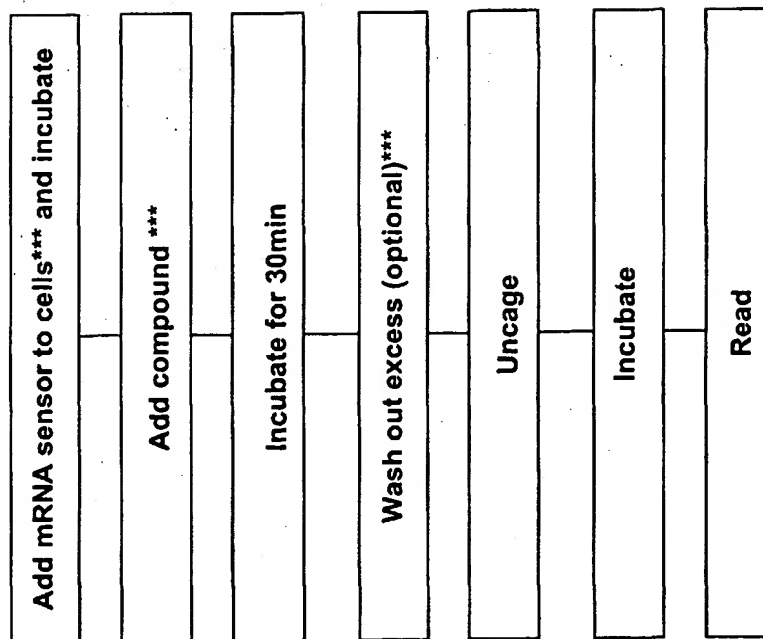 Add mRNA sensor to cells*** and incubate
Add compound ***
Incubate for 30min
Wash out excess (optional)***
Uncage
Incubate
Read